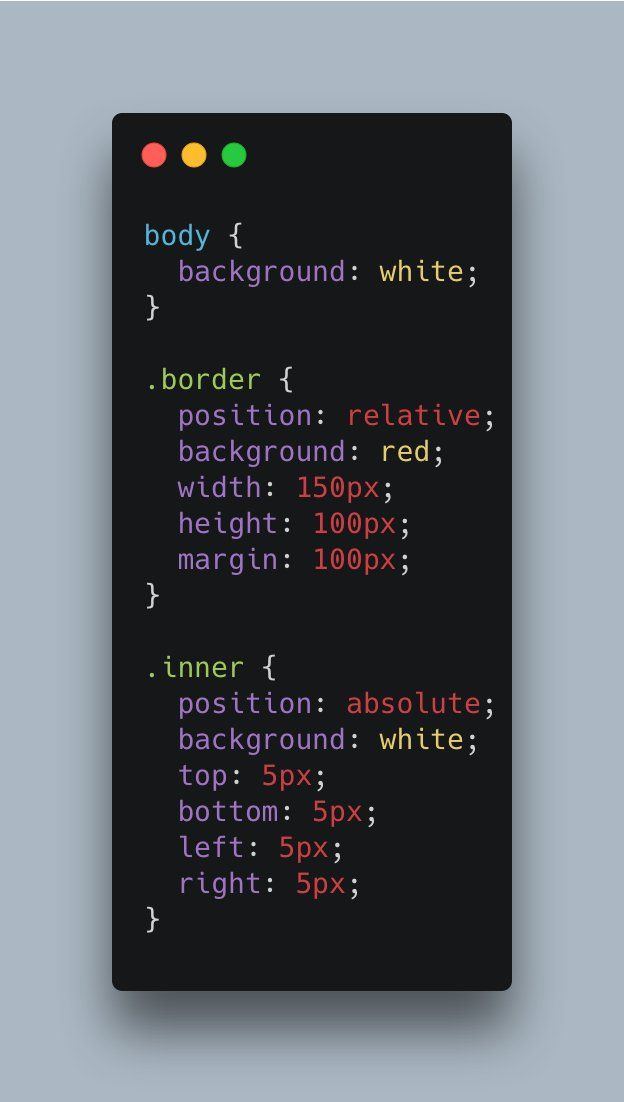 body {
  background: white;
}

.border {
  position: relative;
  background: red;
  width: 150px;
  height: 100px;
  margin: 100px;
}

.inner {
  position: absolute;
  background: white;
  top: 5px;
  bottom: 5px;
  left: 5px;
  right: 5px;
}